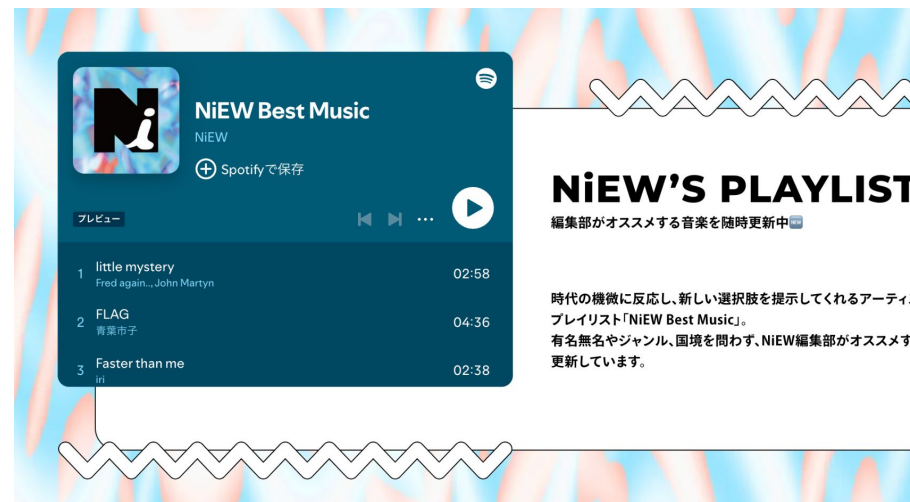 Ni
NiEW Best Music
NiEW
Spotifyで保存
プレビュー
1 little mystery 02:58
Fred again.., John Martyn
2 FLAG 04:36
青葉市子
3 Faster than me 02:38
iri
NiEW’S PLAYLIST
編集部がオススメする音楽を随時更新中🆕
時代の機微に反応し、新しい選択肢を提示してくれるアーティ
プレイリスト「NiEW Best Music」。
有名無名やジャンル、国境を問わず、NiEW編集部がオススメす
更新しています。